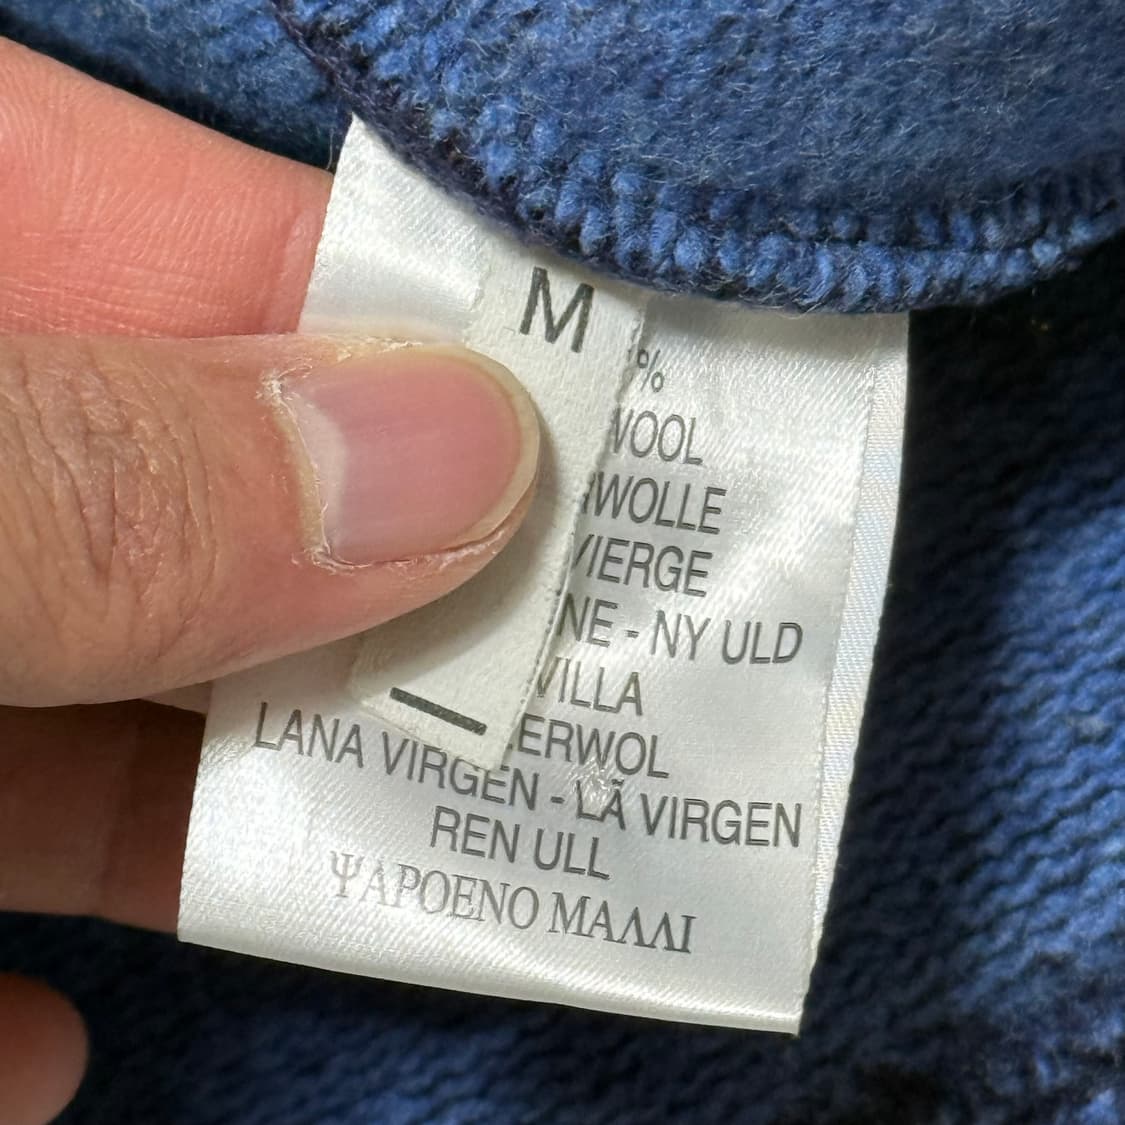 M
%
WOOL
WOLLE
VIERGE
NE - NY ULD
VILLA
ERWOL
LANA VIRGEN - LÃ VIRGEN
REN ULL
ΨΑΡΟΕΝΟ ΜΑΛΛΙ